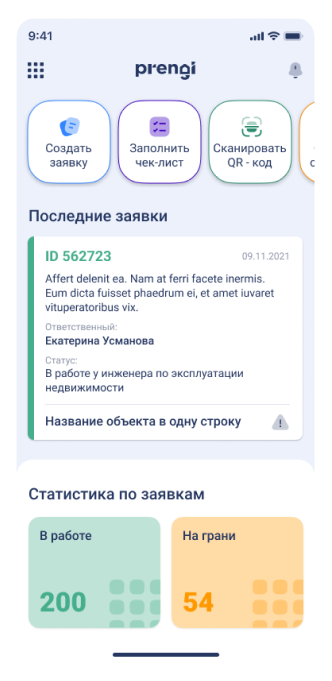 9:41
prengi
Создать
заявку
Заполнить
чек-лист
Сканировать
QR - код
Последние заявки
ID 562723
09.11.2021
Affert delenit ea. Nam at ferri facete inermis.
Eum dicta fuisset phaedrum ei, et amet iuvaret
vituperatoribus vix.
Ответственный:
Екатерина Усманова
Статус:
В работе у инженера по эксплуатации
недвижимости
Название объекта в одну строку
Статистика по заявкам
В работе
На грани
200
54